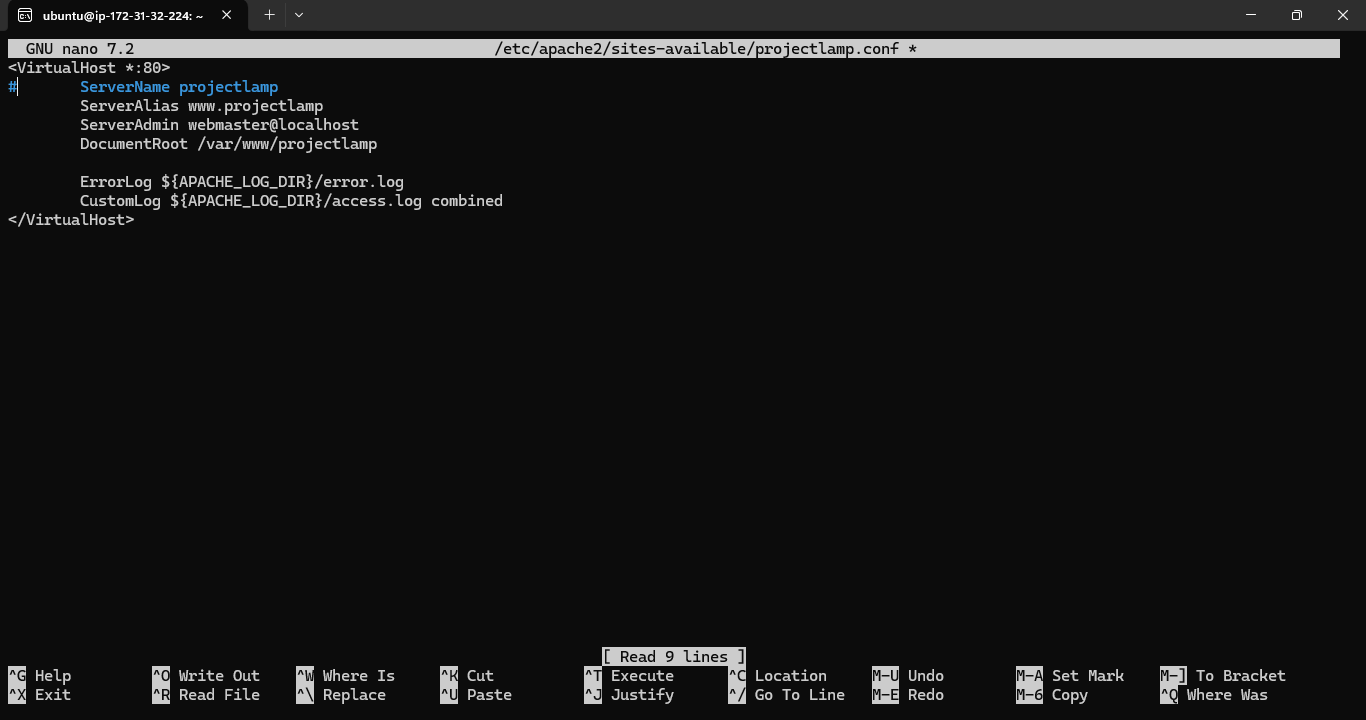 ubuntu@ip-172-31-32-224: ~
GNU nano 7.2 /etc/apache2/sites-available/projectlamp.conf *
<VirtualHost *:80>
#       ServerName projectlamp
        ServerAlias www.projectlamp
        ServerAdmin webmaster@localhost
        DocumentRoot /var/www/projectlamp

        ErrorLog ${APACHE_LOG_DIR}/error.log
        CustomLog ${APACHE_LOG_DIR}/access.log combined
</VirtualHost>
[ Read 9 lines ]
^G Help ^O Write Out ^W Where Is ^K Cut ^T Execute ^C Location M-U Undo M-A Set Mark M-] To Bracket
^X Exit ^R Read File ^\ Replace ^U Paste ^J Justify ^/ Go To Line M-E Redo M-6 Copy ^Q Where Was